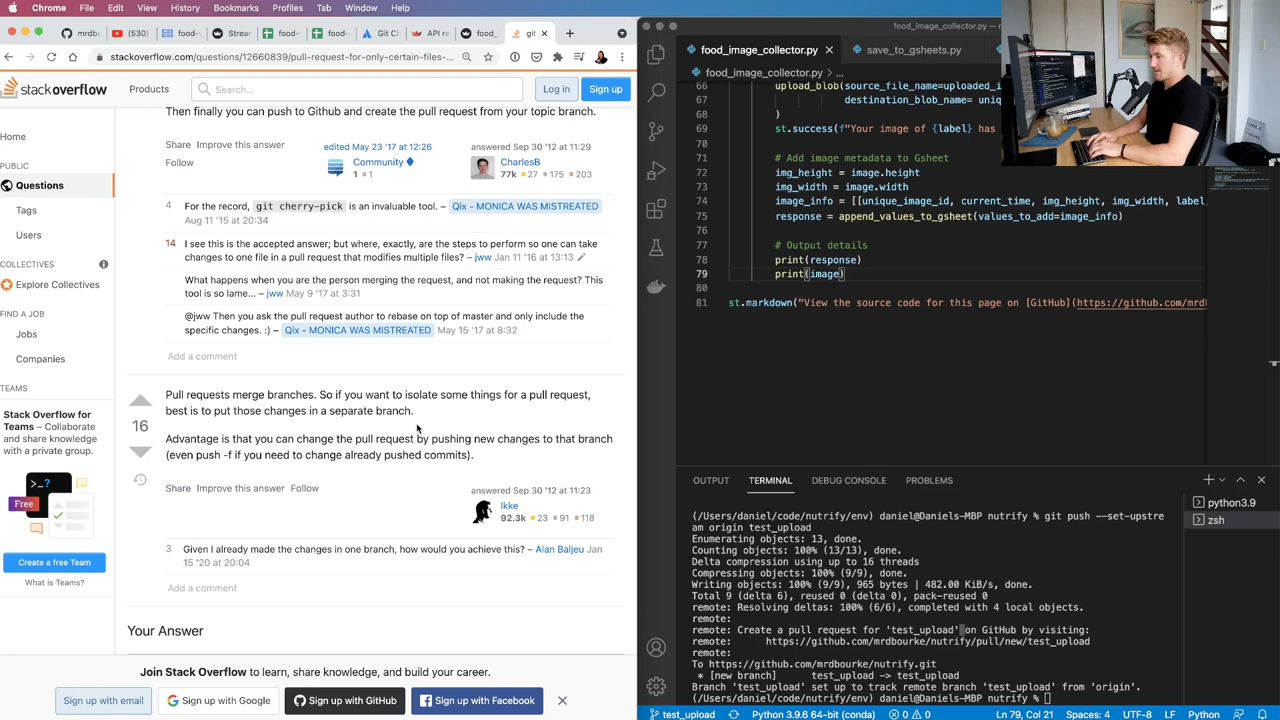 Chrome File Edit View History Bookmarks Profiles Tab Window Help
mrdb (530) food- Strea food- food- Git Cl API re food_ git
stackoverflow.com/questions/12660839/pull-request-for-only-certain-files-...
stackoverflow Products Search... Log in Sign up
Home
PUBLIC
Questions
Tags
Users
COLLECTIVES
Explore Collectives
FIND A JOB
Jobs
Companies
TEAMS
Stack Overflow for
Teams – Collaborate
and share knowledge
with a private group.
Free
Create a free Team
What is Teams?
Then finally you can push to Github and create the pull request from your topic branch.
Share Improve this answer
Follow
edited May 23 '17 at 12:26
Community
1 1
answered Sep 30 '12 at 11:29
CharlesB
77k 27 175 203
4 For the record, git cherry-pick is an invaluable tool. – Qix - MONICA WAS MISTREATED
Aug 11 '15 at 20:34
14 I see this is the accepted answer; but where, exactly, are the steps to perform so one can take
changes to one file in a pull request that modifies multiple files? – jww Jan 11 '16 at 13:13
What happens when you are the person merging the request, and not making the request? This
tool is so lame... – jww May 9 '17 at 3:31
@jww Then you ask the pull request author to rebase on top of master and only include the
specific changes. :) – Qix - MONICA WAS MISTREATED May 15 '17 at 8:32
Add a comment
16
Pull requests merge branches. So if you want to isolate some things for a pull request,
best is to put those changes in a separate branch.
Advantage is that you can change the pull request by pushing new changes to that branch
(even push -f if you need to change already pushed commits).
Share Improve this answer Follow
answered Sep 30 '12 at 11:23
Ikke
92.3k 23 91 118
3 Given I already made the changes in one branch, how would you achieve this? – Alan Baljeu Jan
15 '20 at 20:04
Add a comment
Your Answer
Join Stack Overflow to learn, share knowledge, and build your career.
Sign up with email Sign up with Google Sign up with GitHub Sign up with Facebook
food_image_collector.py — n
food_image_collector.py save_to_gsheets.py
food_image_collector.py > ...
66 upload_blob(source_file_name=uploaded_i
67 destination_blob_name= uniq
68 )
69 st.success(f"Your image of {label} has
70
71 # Add image metadata to Gsheet
72 img_height = image.height
73 img_width = image.width
74 image_info = [[unique_image_id, current_time, img_height, img_width, label
75 response = append_values_to_gsheet(values_to_add=image_info)
76
77 # Output details
78 print(response)
79 print(image)
80
81 st.markdown("View the source code for this page on [GitHub](https://github.com/mrd
OUTPUT TERMINAL DEBUG CONSOLE PROBLEMS
python3.9
zsh
(/Users/daniel/code/nutrify/env) daniel@Daniels-MBP nutrify % git push --set-upstre
am origin test_upload
Enumerating objects: 13, done.
Counting objects: 100% (13/13), done.
Delta compression using up to 16 threads
Compressing objects: 100% (9/9), done.
Writing objects: 100% (9/9), 965 bytes | 482.00 KiB/s, done.
Total 9 (delta 6), reused 0 (delta 0), pack-reused 0
remote: Resolving deltas: 100% (6/6), completed with 4 local objects.
remote:
remote: Create a pull request for 'test_upload' on GitHub by visiting:
remote: https://github.com/mrdbourke/nutrify/pull/new/test_upload
remote:
To https://github.com/mrdbourke/nutrify.git
* [new branch] test_upload -> test_upload
Branch 'test_upload' set up to track remote branch 'test_upload' from 'origin'.
(/Users/daniel/code/nutrify/env) daniel@Daniels-MBP nutrify %
test_upload Python 3.9.6 64-bit (conda) 0 0 Ln 79, Col 21 Spaces: 4 UTF-8 LF Python